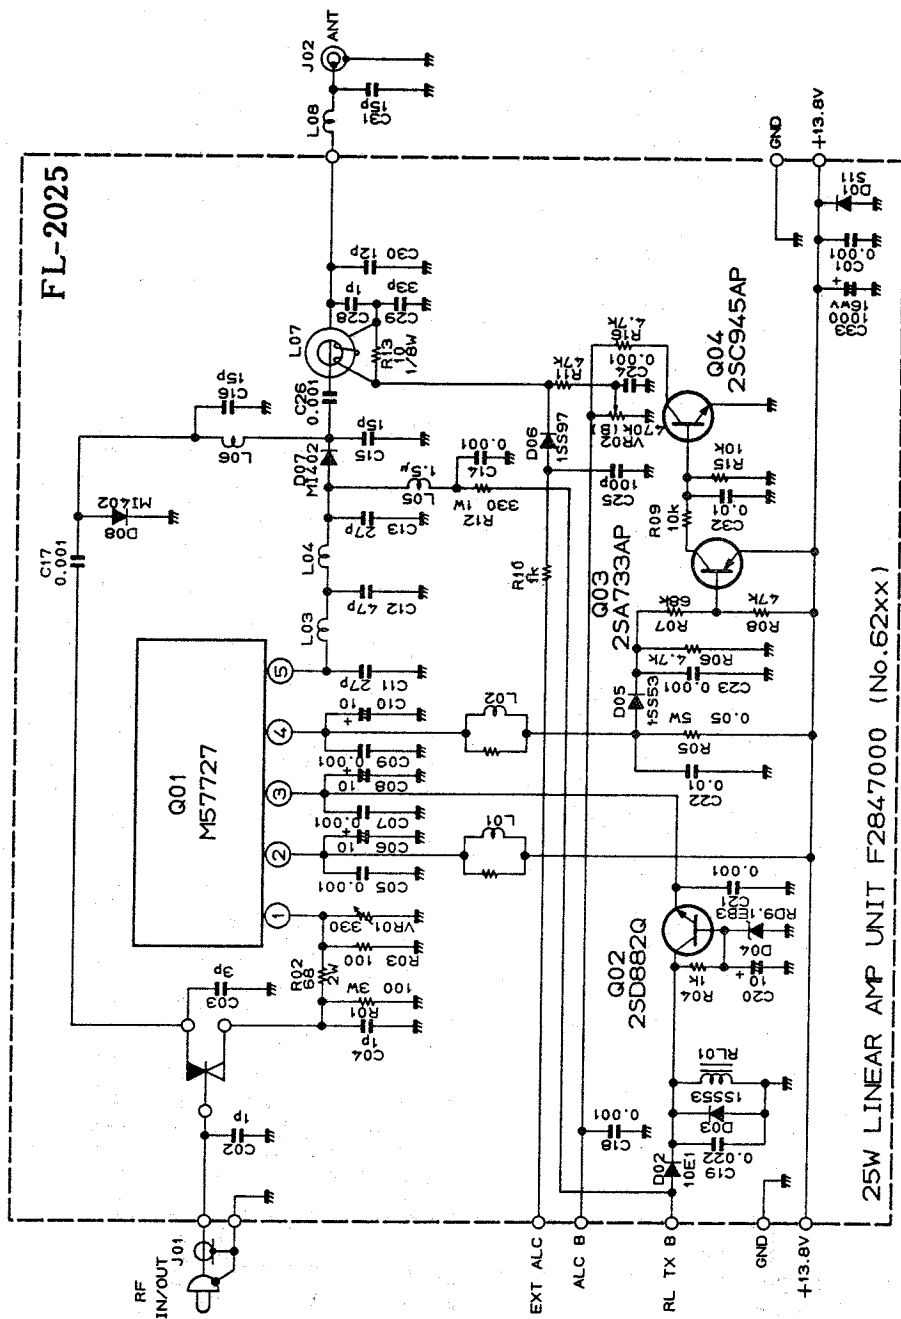 FL-2025
J02
ANT
L08
C31
15p
GND
+13.8V
C30
12p
C28
1p
C29
33p
L07
R13
10
1/8W
C26
0.001
C16
15p
L06
C15
15p
D07
MI402
D08
MI402
C17
0.001
L05
1.5μ
C14
0.001
R12
330 1W
C13
27p
L04
C12
47p
L03
C11
27p
Q01
M57727
1
2
3
4
5
C10
10
+
C09
0.001
C08
10
+
C07
0.001
C06
10
+
C05
0.001
L02
L01
VR01
330
R03
100
R02
68
2W
R01
100
3W
C04
1p
C03
3p
C02
1p
J01
RF
IN/OUT
D01
S11
C01
0.001
C33
1000
16wv
+
Q04
2SC945AP
R16
4.7k
R11
47k
C24
0.001
VR02
470k(B)
D06
1SS97
C25
100p
R10
1k
R15
10k
C32
0.01
R09
10k
Q03
2SA733AP
R07
68k
R08
47k
R06
4.7k
C23
0.001
D05
1SS53
R05
0.05 5W
C22
0.01
C21
0.001
Q02
2SD882Q
RD9.1EB3
D04
C20
10
+
R04
1k
RL01
1SS53
D03
C19
0.022
D02
10E1
C18
0.001
EXT ALC
ALC B
RL TX B
GND
+13.8V
25W LINEAR AMP UNIT F2847000 (No.62xx)